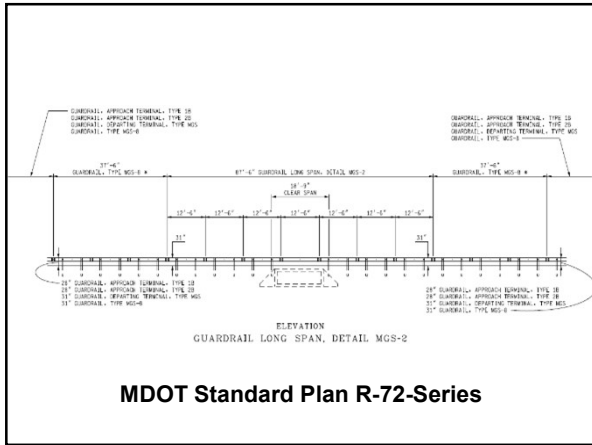 GUARDRAIL, APPROACH TERMINAL, TYPE 1B
GUARDRAIL, APPROACH TERMINAL, TYPE 2B
GUARDRAIL, DEPARTING TERMINAL, TYPE MGS
GUARDRAIL, TYPE MGS-8
GUARDRAIL, APPROACH TERMINAL, TYPE 1B
GUARDRAIL, APPROACH TERMINAL, TYPE 2B
GUARDRAIL, DEPARTING TERMINAL, TYPE MGS
GUARDRAIL, TYPE MGS-8
37'-6"
GUARDRAIL, TYPE MGS-8 *
87'-6" GUARDRAIL LONG SPAN, DETAIL MGS-2
37'-6"
GUARDRAIL, TYPE MGS-8 *
18'-9"
CLEAR SPAN
12'-6" 12'-6" 12'-6" 12'-6" 12'-6" 12'-6" 12'-6"
31" 31"
28" GUARDRAIL, APPROACH TERMINAL, TYPE 1B
28" GUARDRAIL, APPROACH TERMINAL, TYPE 2B
31" GUARDRAIL, DEPARTING TERMINAL, TYPE MGS
31" GUARDRAIL, TYPE MGS-8
28" GUARDRAIL, APPROACH TERMINAL, TYPE 1B
28" GUARDRAIL, APPROACH TERMINAL, TYPE 2B
31" GUARDRAIL, DEPARTING TERMINAL, TYPE MGS
31" GUARDRAIL, TYPE MGS-8
ELEVATION
GUARDRAIL LONG SPAN, DETAIL MGS-2
MDOT Standard Plan R-72-Series